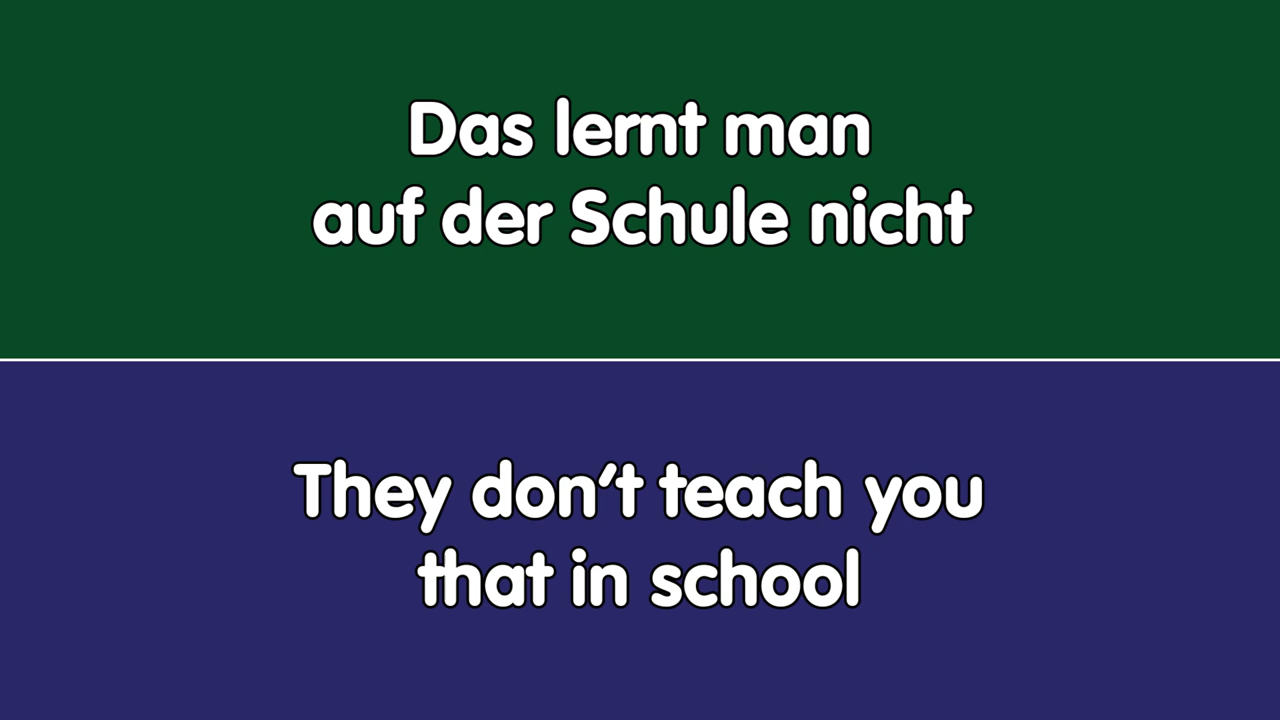 Das lernt man
auf der Schule nicht
They don't teach you
that in school